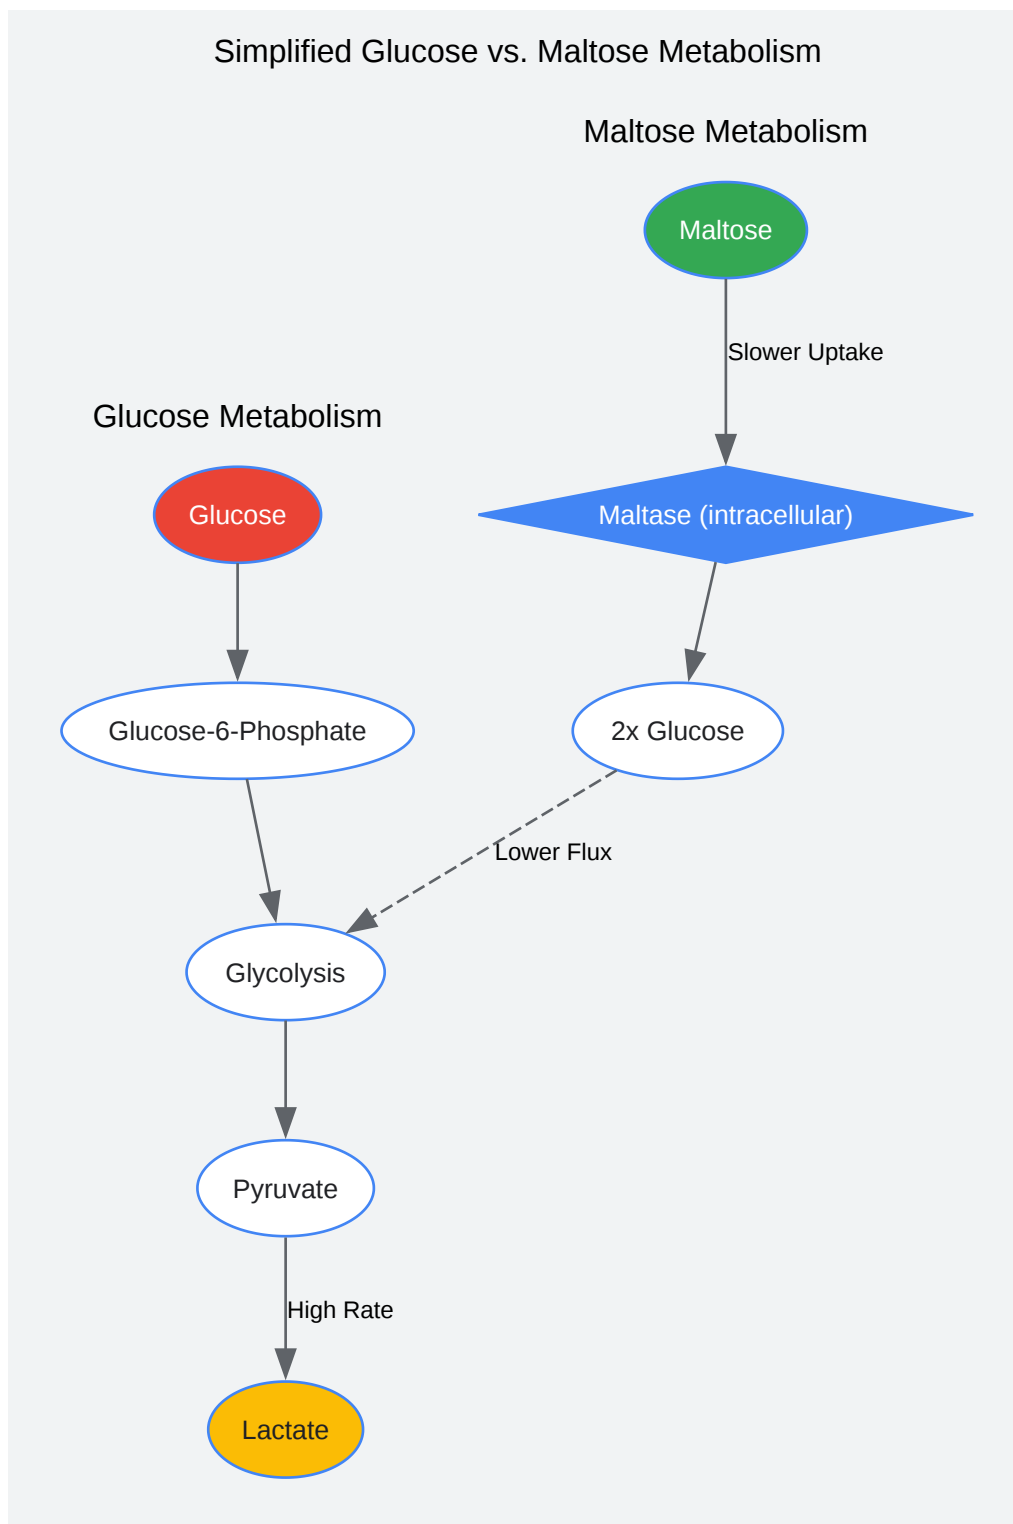 Simplified Glucose vs. Maltose Metabolism
Maltose Metabolism
Maltose
Slower Uptake
Glucose Metabolism
Glucose
Maltase (intracellular)
Glucose-6-Phosphate
2x Glucose
Lower Flux
Glycolysis
Pyruvate
High Rate
Lactate